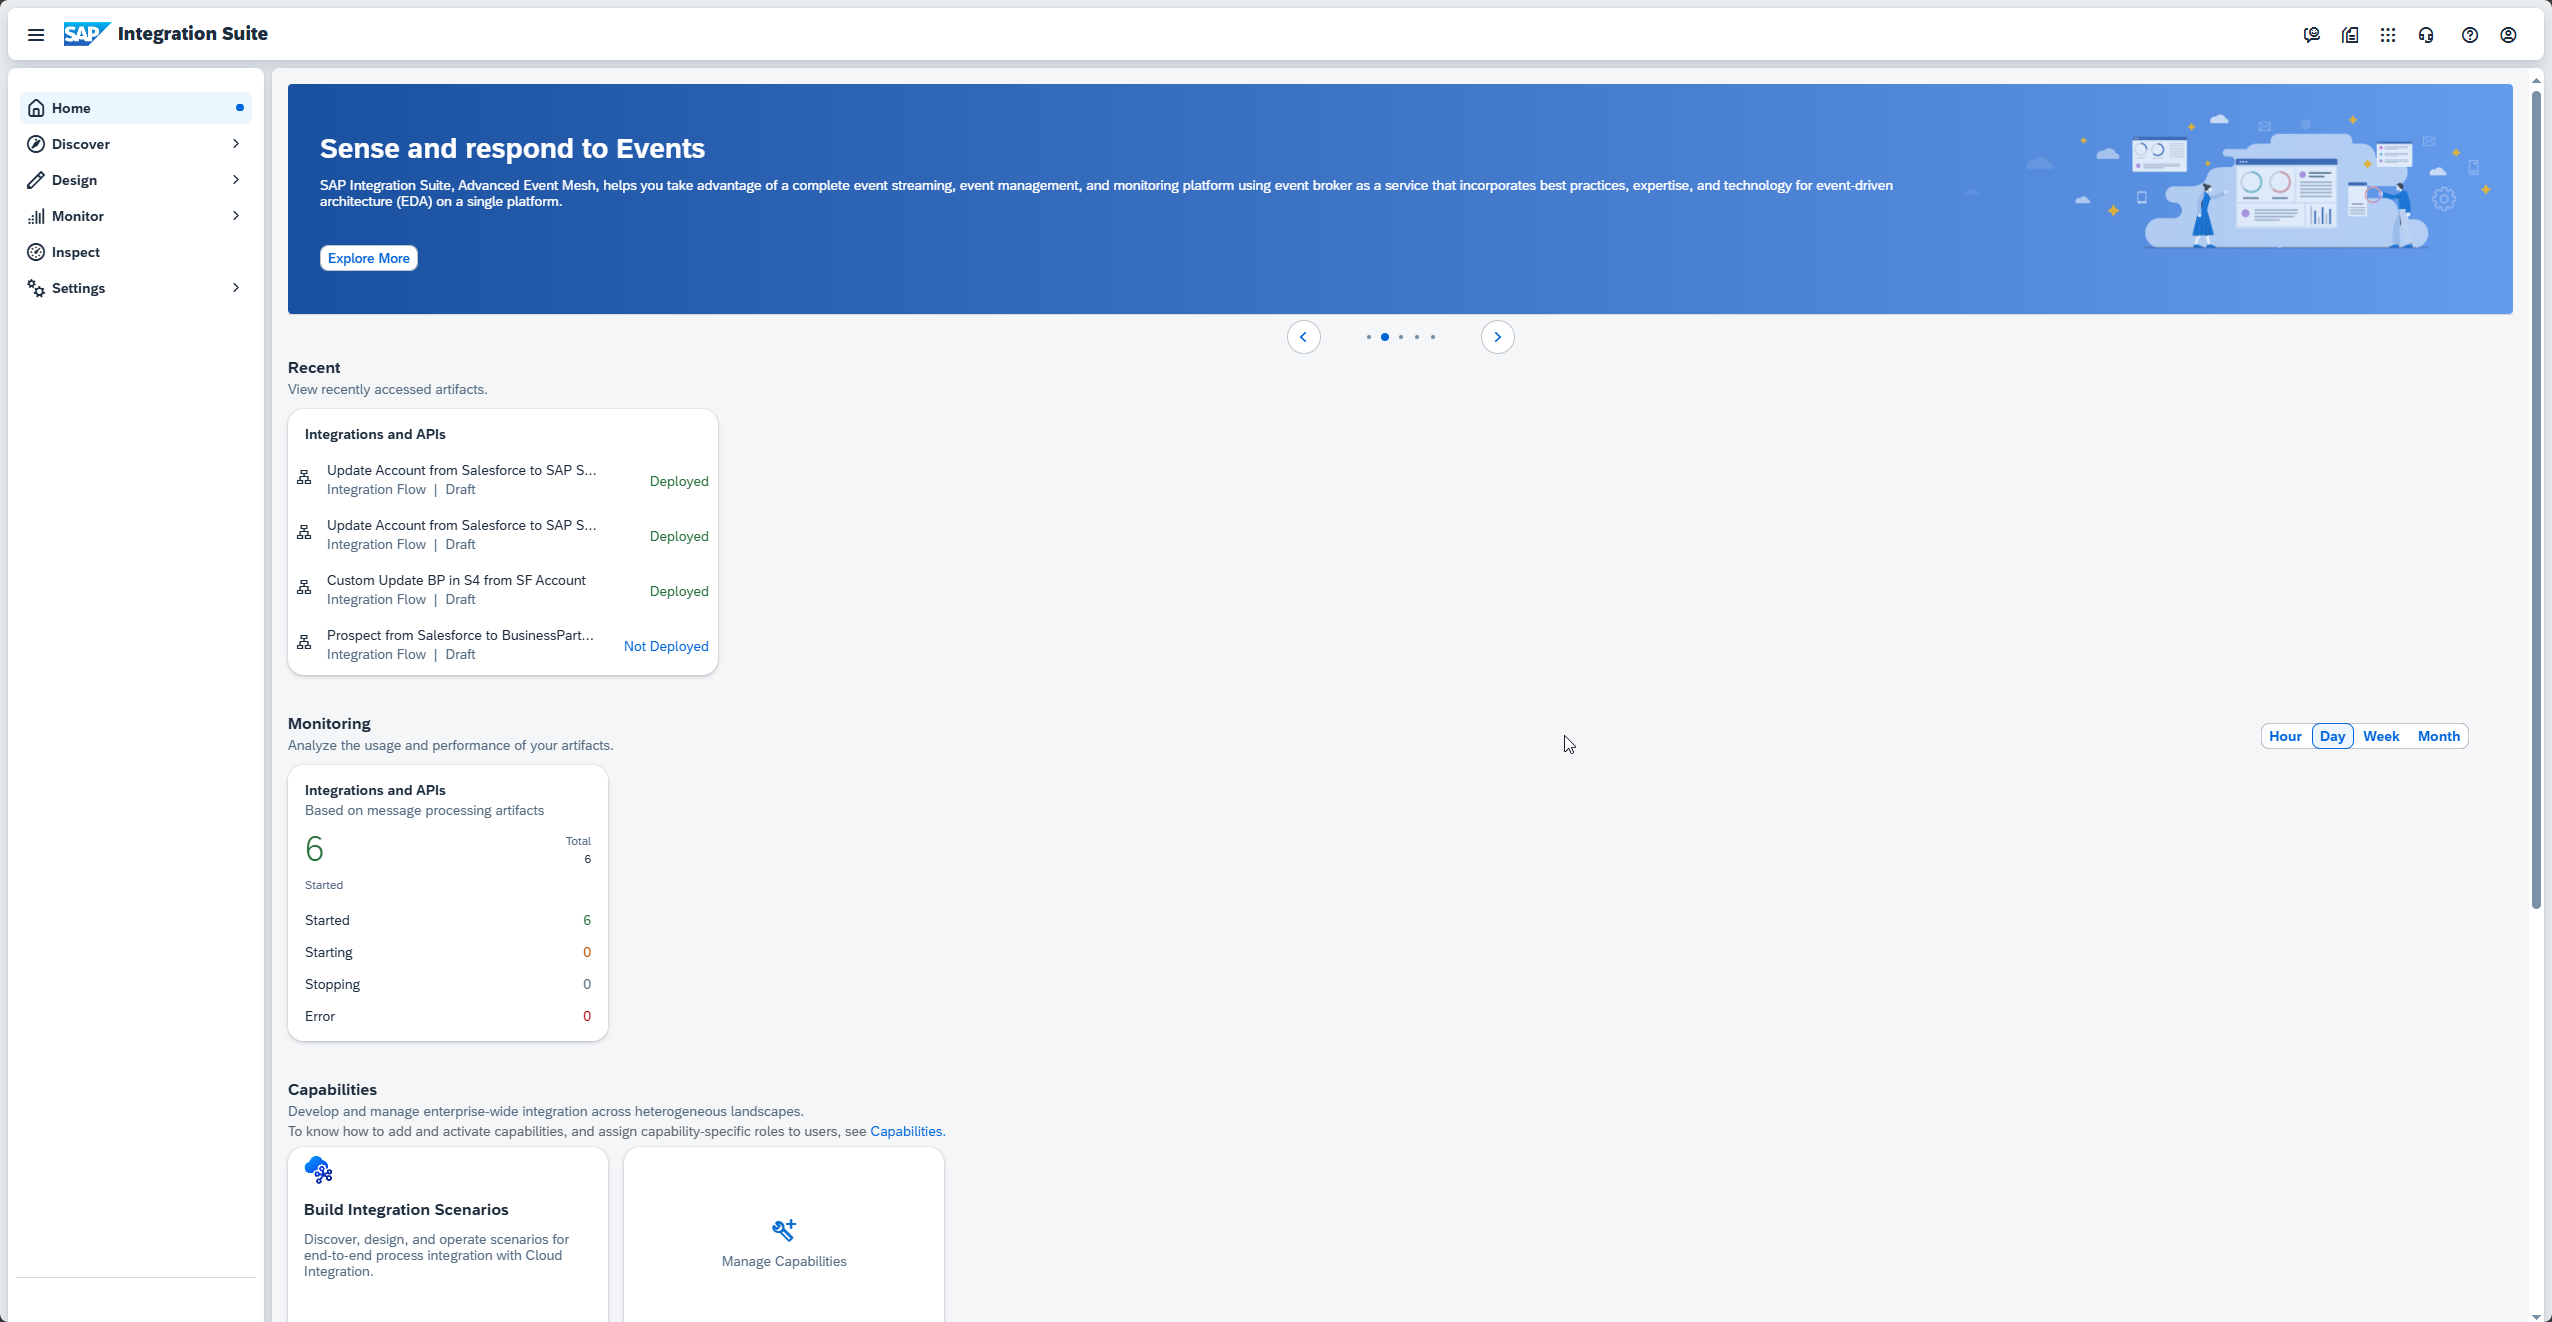 SAP Integration Suite
Home
Discover
Design
Monitor
Inspect
Settings
Sense and respond to Events
SAP Integration Suite, Advanced Event Mesh, helps you take advantage of a complete event streaming, event management, and monitoring platform using event broker as a service that incorporates best practices, expertise, and technology for event-driven
architecture (EDA) on a single platform.
Explore More
Recent
View recently accessed artifacts.
Integrations and APIs
Update Account from Salesforce to SAP S...
Integration Flow | Draft
Deployed
Update Account from Salesforce to SAP S...
Integration Flow | Draft
Deployed
Custom Update BP in S4 from SF Account
Integration Flow | Draft
Deployed
Prospect from Salesforce to BusinessPart...
Integration Flow | Draft
Not Deployed
Monitoring
Analyze the usage and performance of your artifacts.
Hour Day Week Month
Integrations and APIs
Based on message processing artifacts
6
Total
6
Started
Started 6
Starting 0
Stopping 0
Error 0
Capabilities
Develop and manage enterprise-wide integration across heterogeneous landscapes.
To know how to add and activate capabilities, and assign capability-specific roles to users, see Capabilities.
Build Integration Scenarios
Discover, design, and operate scenarios for
end-to-end process integration with Cloud
Integration.
Manage Capabilities